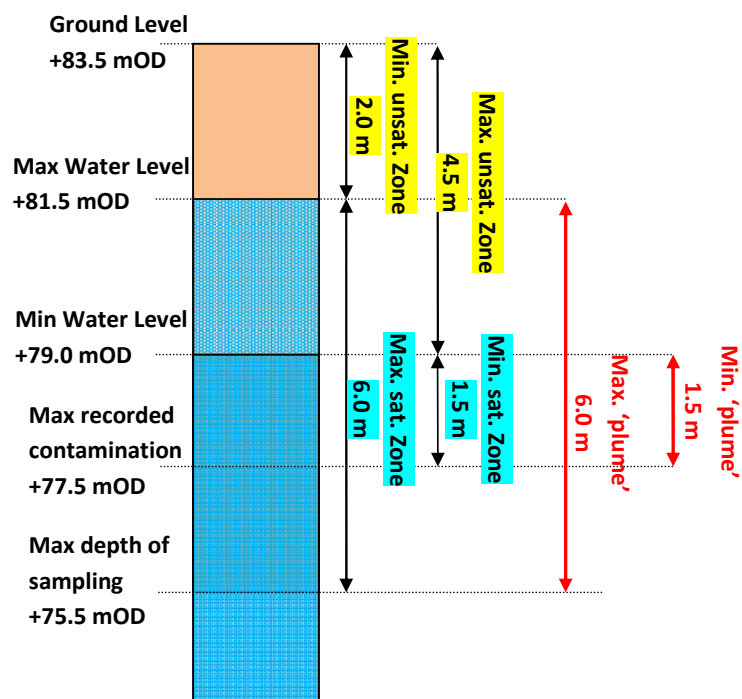 Ground Level
+83.5 mOD
Max Water Level
+81.5 mOD
Min Water Level
+79.0 mOD
Max recorded
contamination
+77.5 mOD
Max depth of
sampling
+75.5 mOD
Min. unsat. Zone
2.0 m
Max. unsat. Zone
4.5 m
Max. sat. Zone
6.0 m
Min. sat. Zone
1.5 m
Max. ‘plume’
6.0 m
Min. ‘plume’
1.5 m